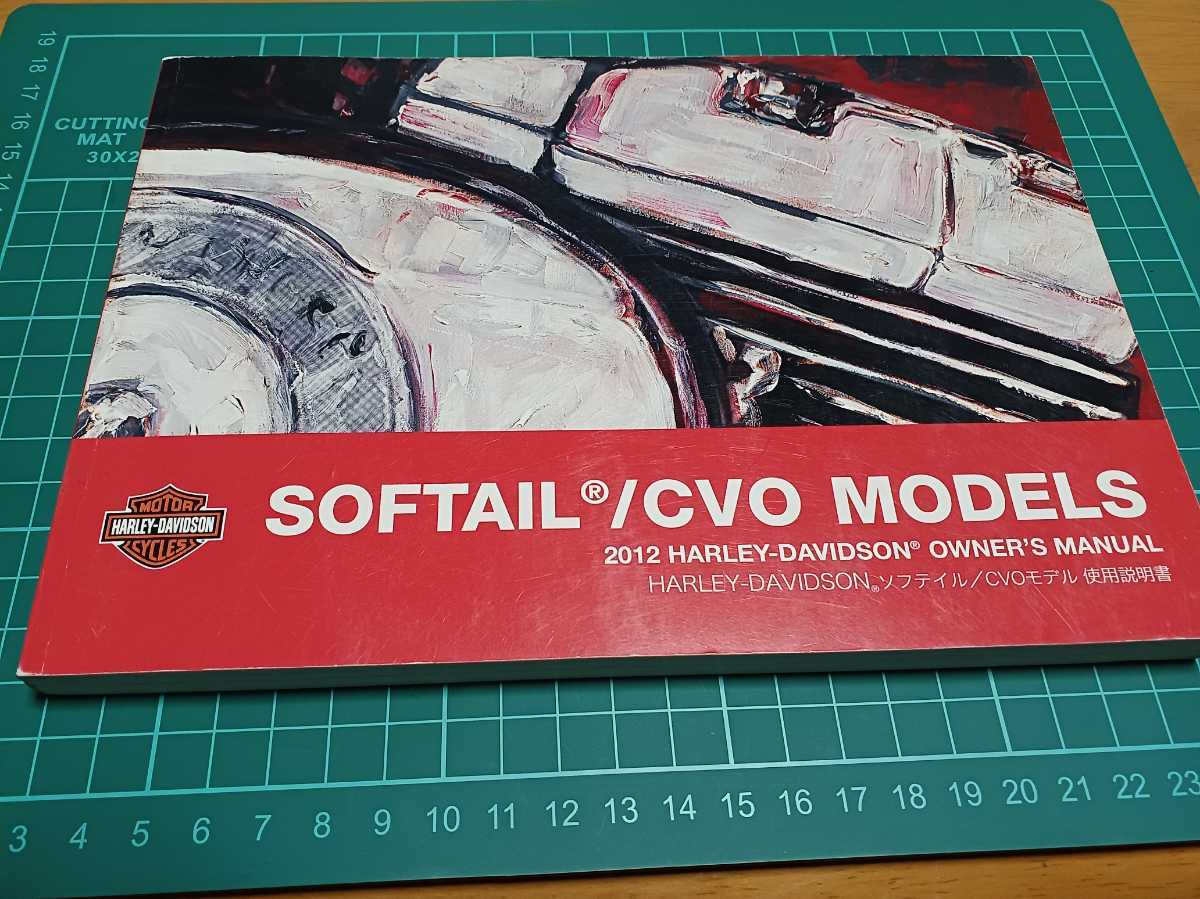 19
18
17
16
15
14
CUTTING
MAT
30X2
MOTOR
HARLEY-DAVIDSON
CYCLES
SOFTAIL®/CVO MODELS
2012 HARLEY-DAVIDSON® OWNER'S MANUAL
HARLEY-DAVIDSON®ソフテイル/CVOモデル 使用説明書
3 4 5 6 7 8 9 10 11 12 13 14 15 16 17 18 19 20 21 22 23